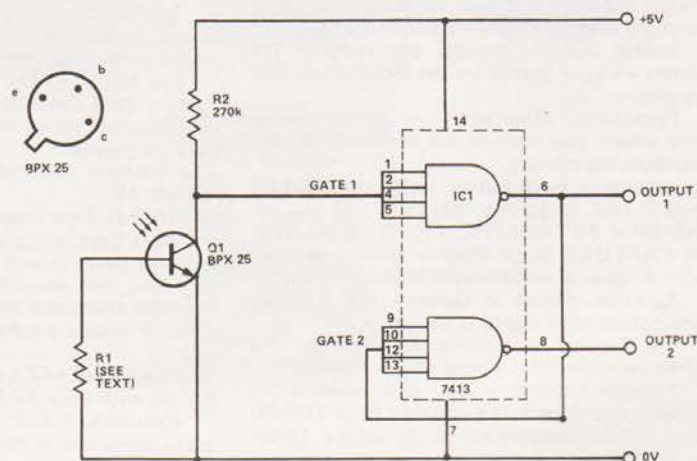 +5V
e
b
c
BPX 25
R2
270k
14
GATE 1
1
2
4
5
IC1
6
OUTPUT
1
Q1
BPX 25
R1
(SEE
TEXT)
GATE 2
9
10
12
13
8
OUTPUT
2
7413
7
0V